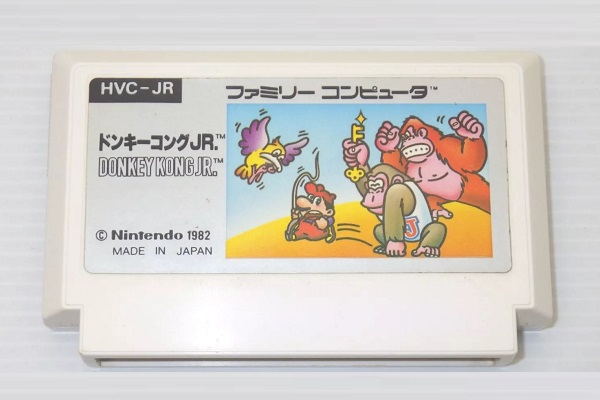 HVC-JR
ファミリー コンピュータ™
ドンキーコングJR.™
DONKEY KONG JR.™
© Nintendo 1982
MADE IN JAPAN
J